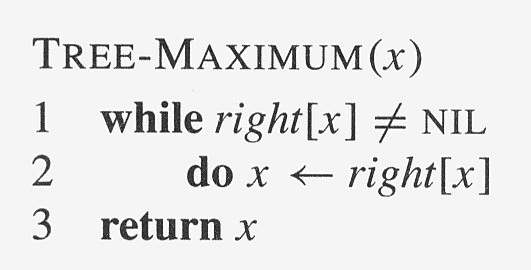 TREE-MAXIMUM(x)
1 while right[x] ≠ NIL
2 do x ← right[x]
3 return x